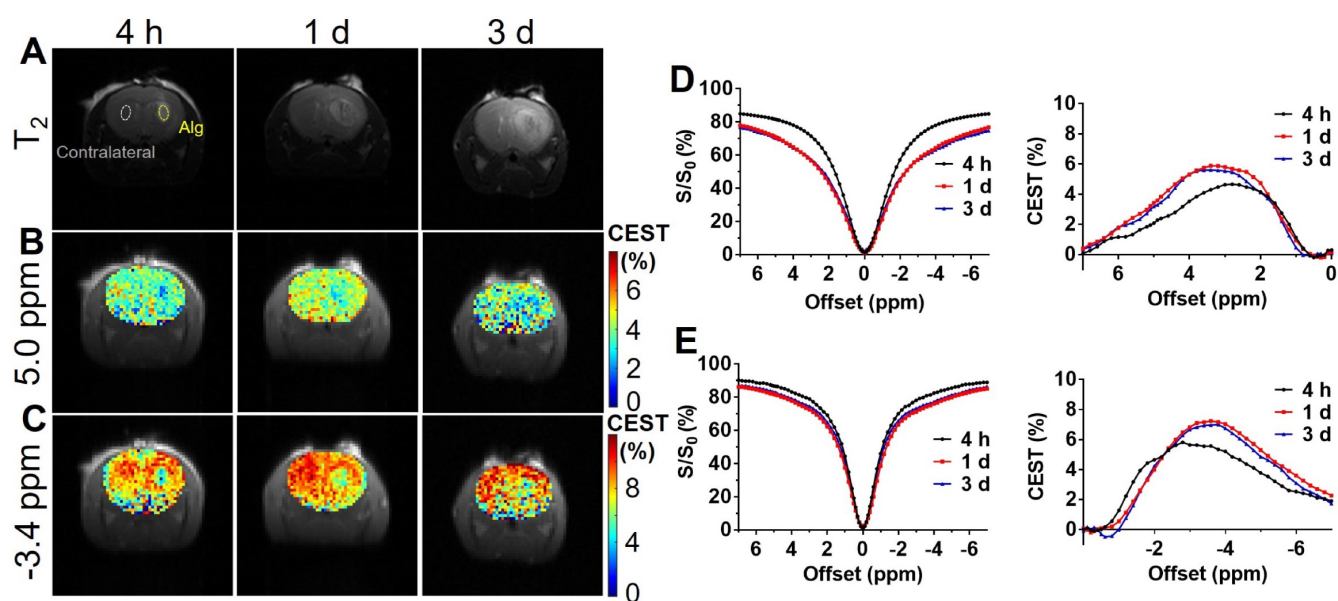 4 h 1 d 3 d
A
T2
Contralateral
Alg
B
5.0 ppm
CEST
(%)
6
4
2
0
C
-3.4 ppm
CEST
(%)
8
4
0
D
S/S0 (%)
100
80
60
40
20
0
4 h
1 d
3 d
6 4 2 0 -2 -4 -6
Offset (ppm)
CEST (%)
10
8
6
4
2
0
4 h
1 d
3 d
6 4 2 0
Offset (ppm)
E
S/S0 (%)
100
80
60
40
20
0
4 h
1 d
3 d
6 4 2 0 -2 -4 -6
Offset (ppm)
CEST (%)
10
8
6
4
2
0
4 h
1 d
3 d
-2 -4 -6
Offset (ppm)